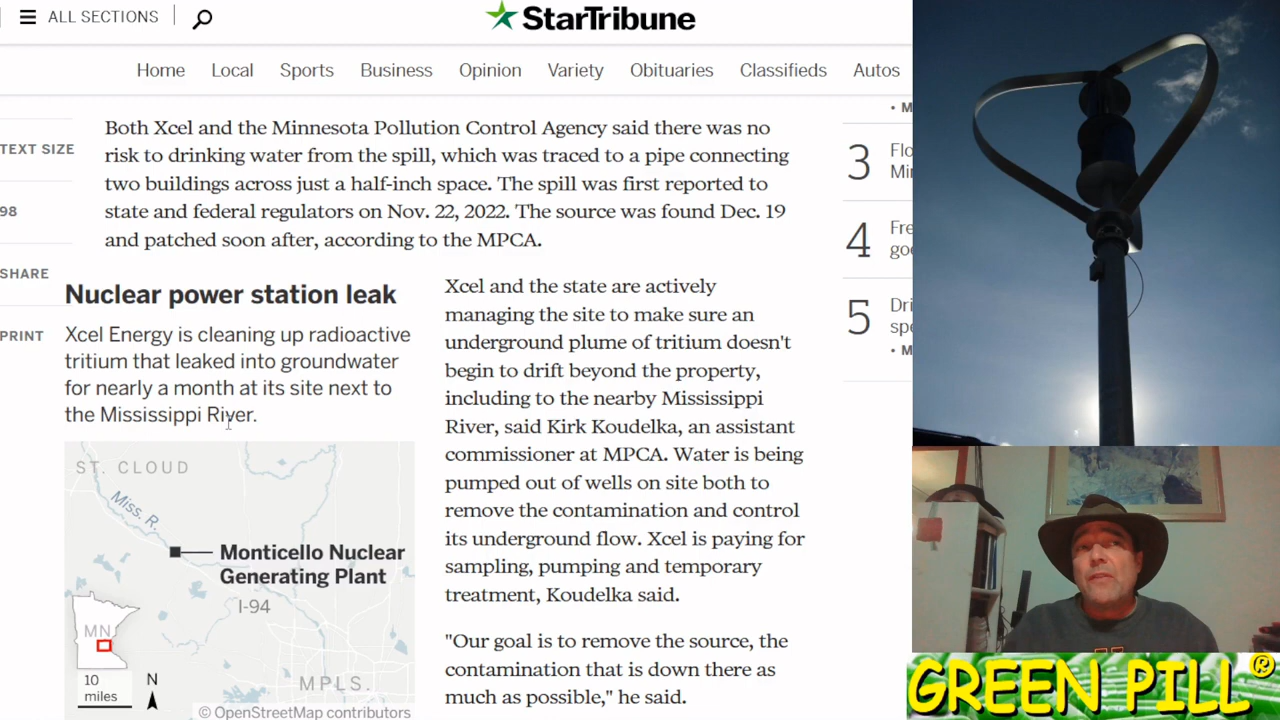 ALL SECTIONS
StarTribune
Home Local Sports Business Opinion Variety Obituaries Classifieds Autos
Both Xcel and the Minnesota Pollution Control Agency said there was no
risk to drinking water from the spill, which was traced to a pipe connecting
two buildings across just a half-inch space. The spill was first reported to
state and federal regulators on Nov. 22, 2022. The source was found Dec. 19
and patched soon after, according to the MPCA.
TEXT SIZE
98
SHARE
PRINT
Nuclear power station leak
Xcel Energy is cleaning up radioactive
tritium that leaked into groundwater
for nearly a month at its site next to
the Mississippi River.
ST. CLOUD
Miss. R.
Monticello Nuclear
Generating Plant
I-94
MN
10
miles
N
MPLS.
© OpenStreetMap contributors
Xcel and the state are actively
managing the site to make sure an
underground plume of tritium doesn't
begin to drift beyond the property,
including to the nearby Mississippi
River, said Kirk Koudelka, an assistant
commissioner at MPCA. Water is being
pumped out of wells on site both to
remove the contamination and control
its underground flow. Xcel is paying for
sampling, pumping and temporary
treatment, Koudelka said.
"Our goal is to remove the source, the
contamination that is down there as
much as possible," he said.
• M
3 Flo
Mi
4 Fre
go
5 Dri
spe
• M
GREEN PILL®